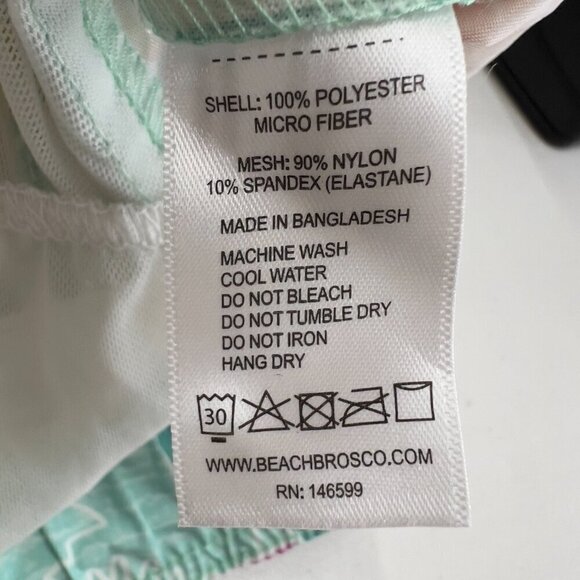 SHELL: 100% POLYESTER
MICRO FIBER
MESH: 90% NYLON
10% SPANDEX (ELASTANE)
MADE IN BANGLADESH
MACHINE WASH
COOL WATER
DO NOT BLEACH
DO NOT TUMBLE DRY
DO NOT IRON
HANG DRY
30
WWW.BEACHBROSCO.COM
RN: 146599